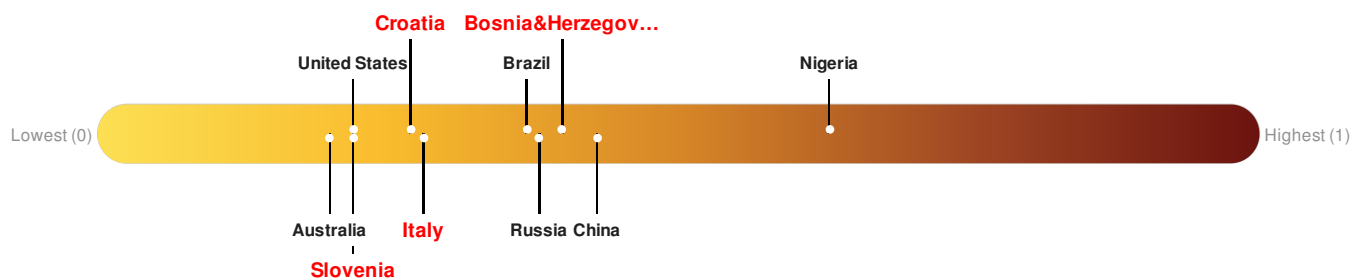 Croatia Bosnia&Herzegov…
United States Brazil Nigeria
Lowest (0) Highest (1)
Australia Italy Russia China
Slovenia